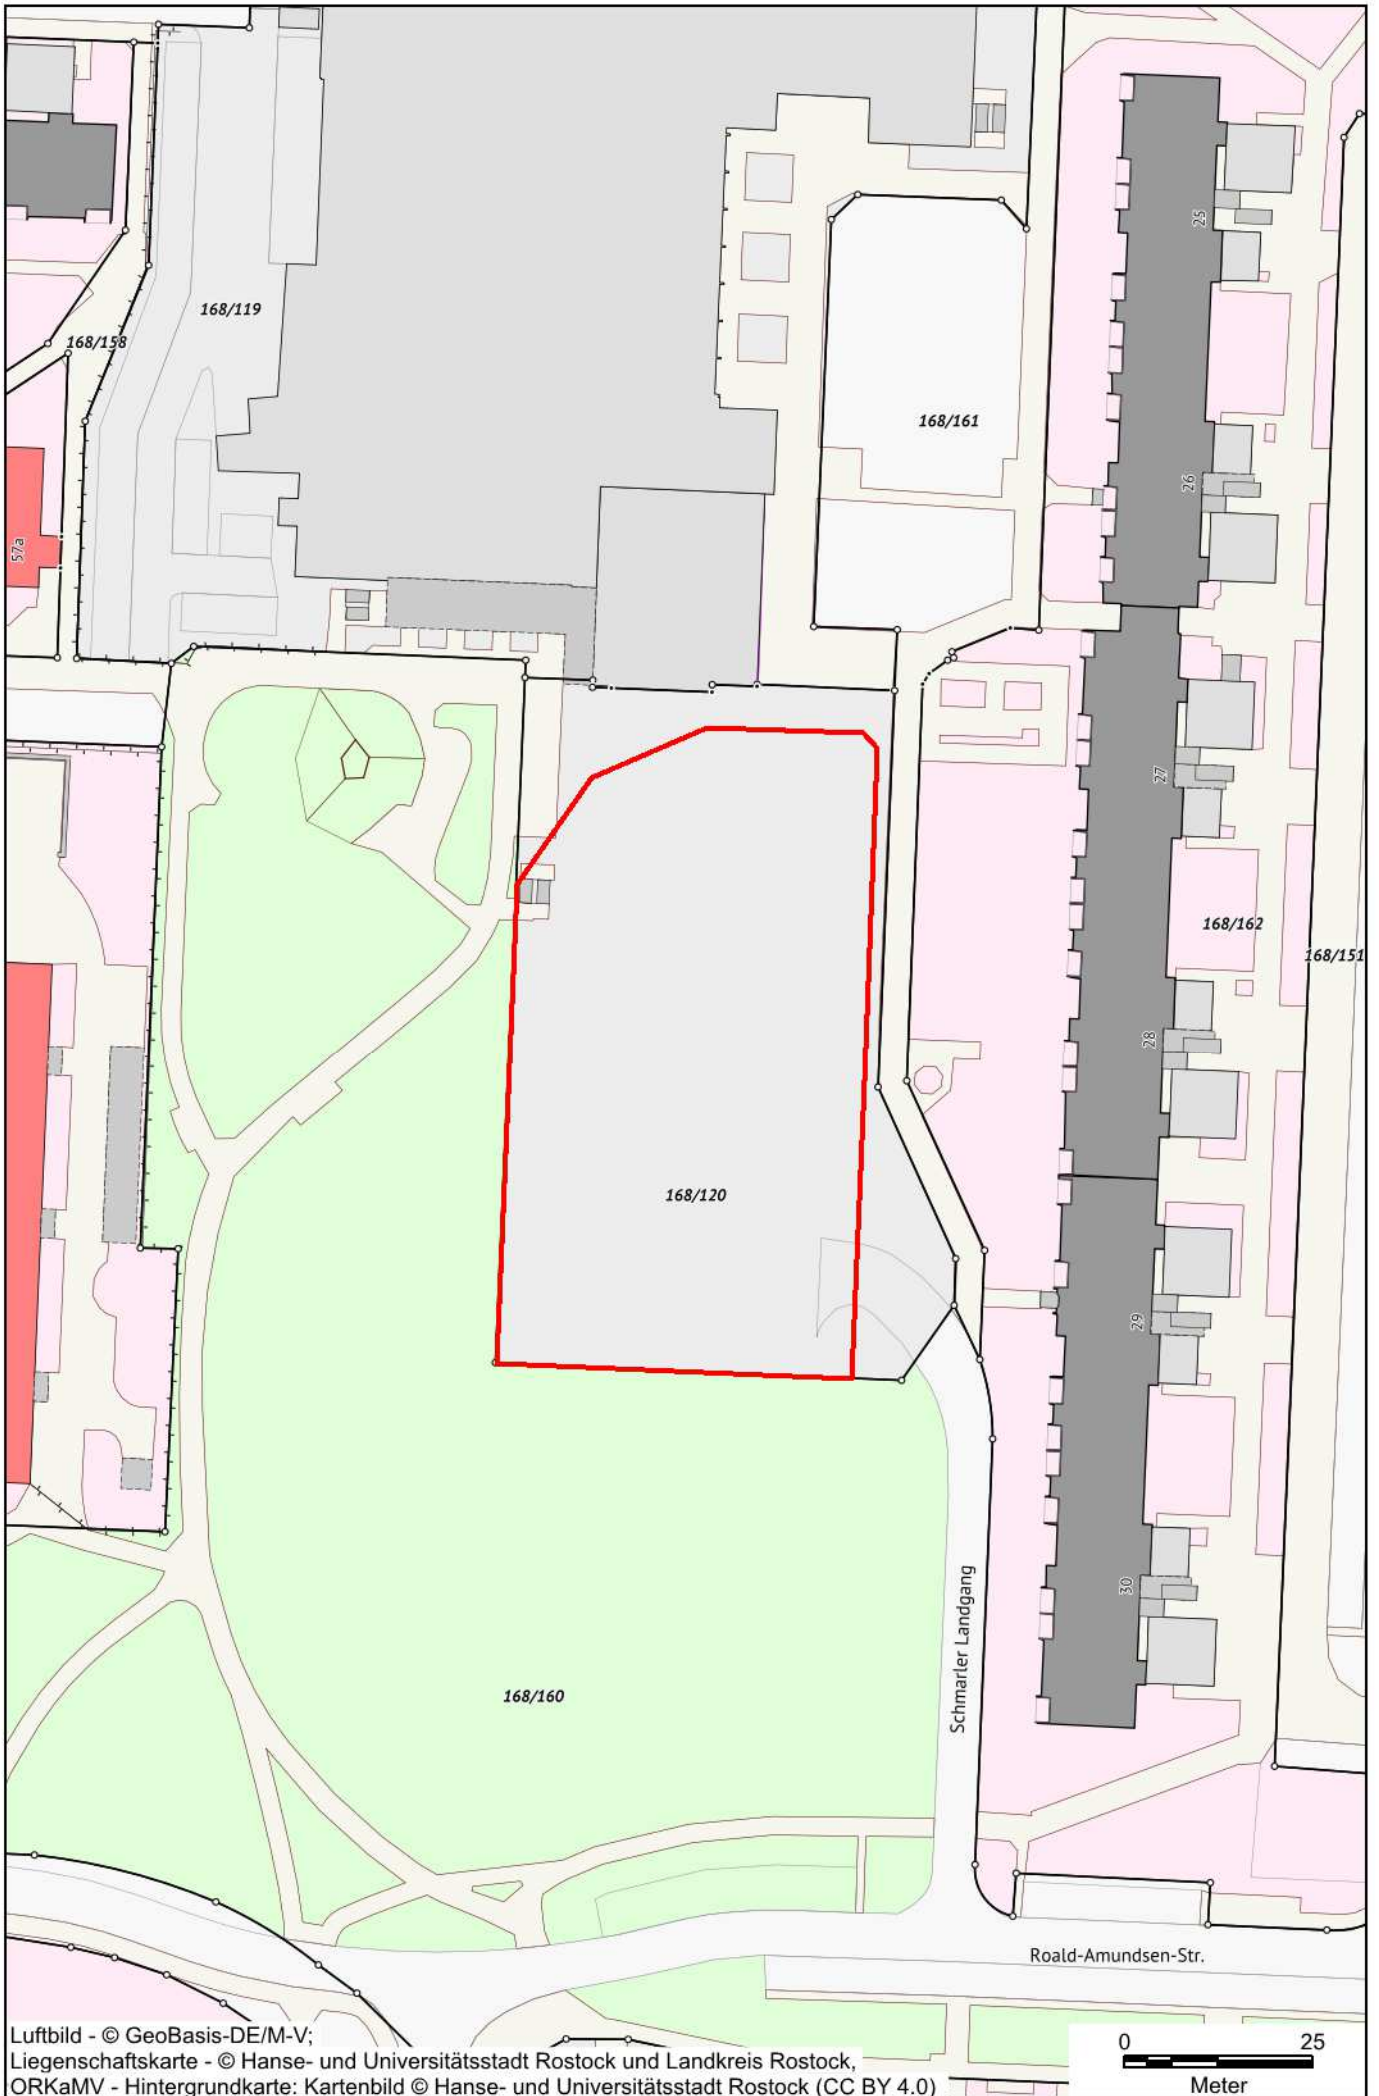 25
168/119
168/158
168/161
26
57a
27
168/162
168/151
28
168/120
29
30
Schmarler Landgang
168/160
Roald-Amundsen-Str.
Luftbild - © GeoBasis-DE/M-V;
Liegenschaftskarte - © Hanse- und Universitätsstadt Rostock und Landkreis Rostock,
ORKaMV - Hintergrundkarte: Kartenbild © Hanse- und Universitätsstadt Rostock (CC BY 4.0)
0 25
Meter